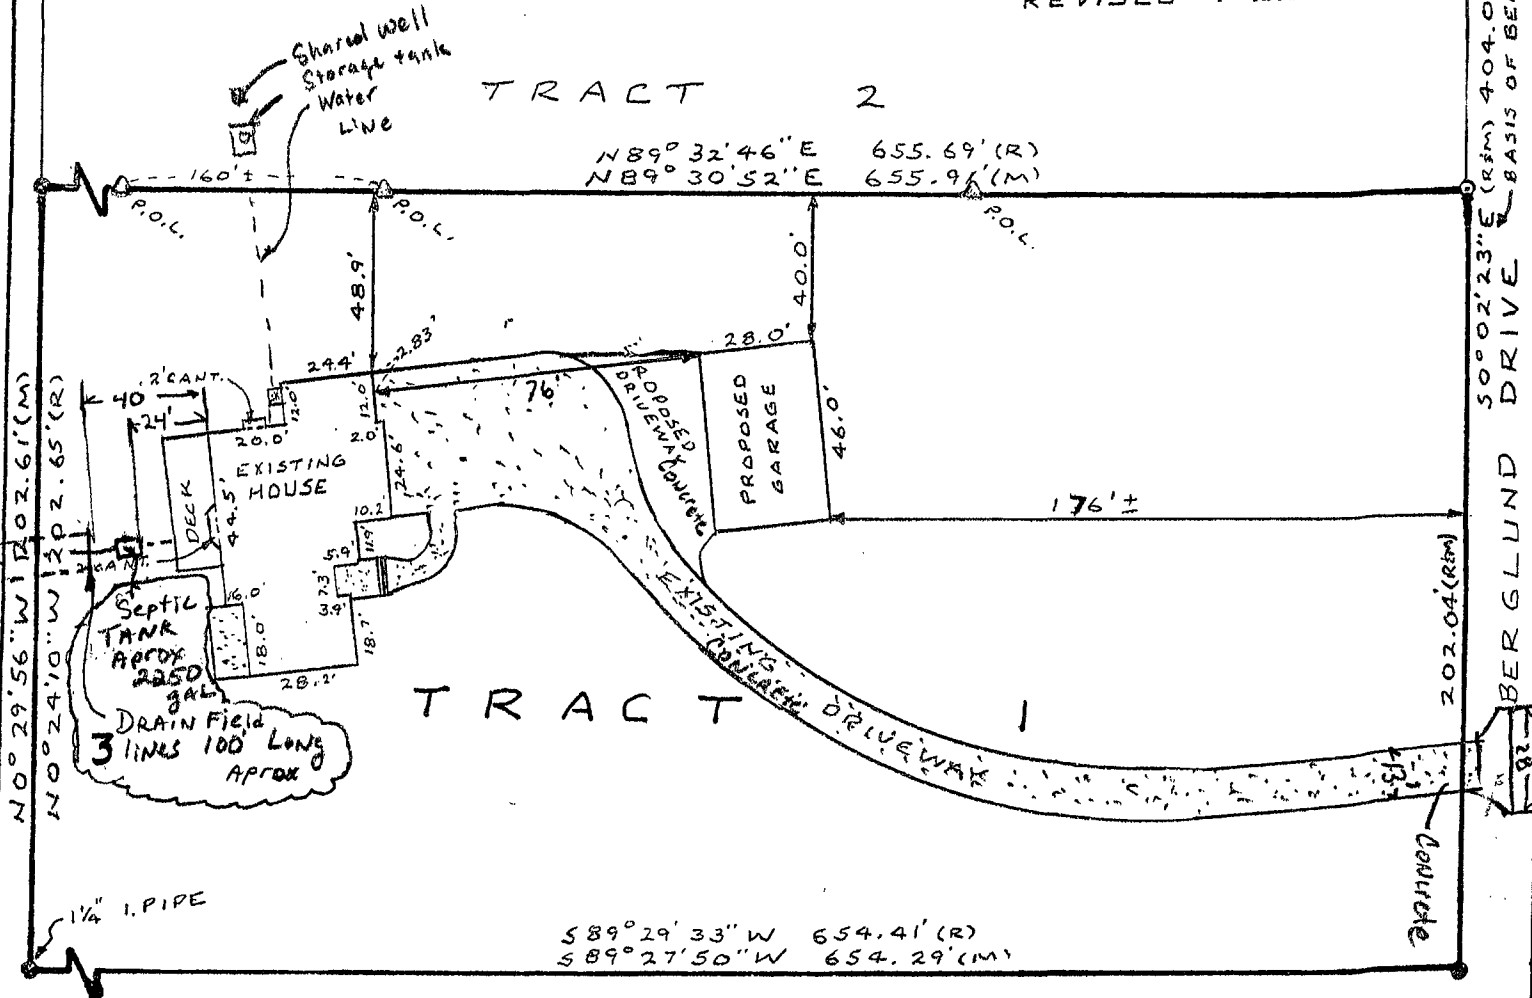 REVISED
Shared well
Storage tank
Water
LINE
TRACT 2
N89° 32' 46" E 655.69' (R)
N89° 30' 52" E 655.96' (M)
160' ±
P.O.L.
P.O.L.
P.O.L.
(R&M) 404.0
S0° 02' 23" E
BASIS OF
48.9'
40.0'
2.83'
24.4'
28.0'
76'
2' CANT.
40
24'
12.0'
12.0'
20.0'
2.0'
24.6'
EXISTING
HOUSE
DECK
44.5'
PROPOSED
DRIVEWAY
Concrete
PROPOSED
GARAGE
46.0'
176' ±
10.2'
11.9'
5.9'
7.3'
3.9'
18.7'
2' CANT.
16.0'
18.0'
28.2'
Septic
TANK
Aprox
2250
gAL
DRAIN Field
3 lines 100' Long
Aprox
N0° 29' 56" W 202.61' (M)
N0° 24' 10" W 202.65' (R)
TRACT 1
EXISTING DRIVEWAY
CONCRETE
13'
Concrete
28
202.04' (R&M)
BERGLUND DRIVE
1¼" I. PIPE
S89° 29' 33" W 654.41' (R)
S89° 27' 50" W 654.29' (M)